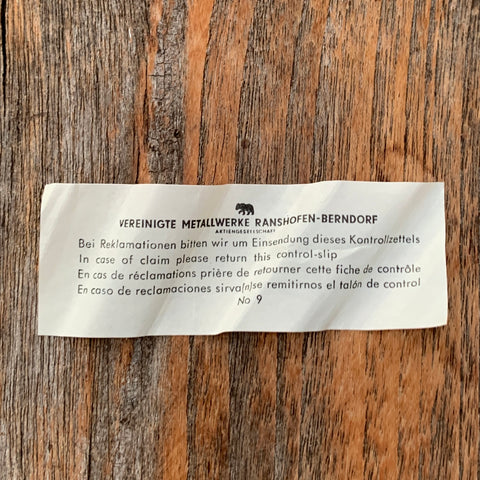 VEREINIGTE METALLWERKE RANSHOFEN-BERNDORF
AKTIENGESELLSCHAFT
Bei Reklamationen bitten wir um Einsendung dieses Kontrollzettels
In case of claim please return this control-slip
En cas de réclamations prière de retourner cette fiche de contrôle
En caso de reclamaciones sirva(n)se remitirnos el talón de control
No 9